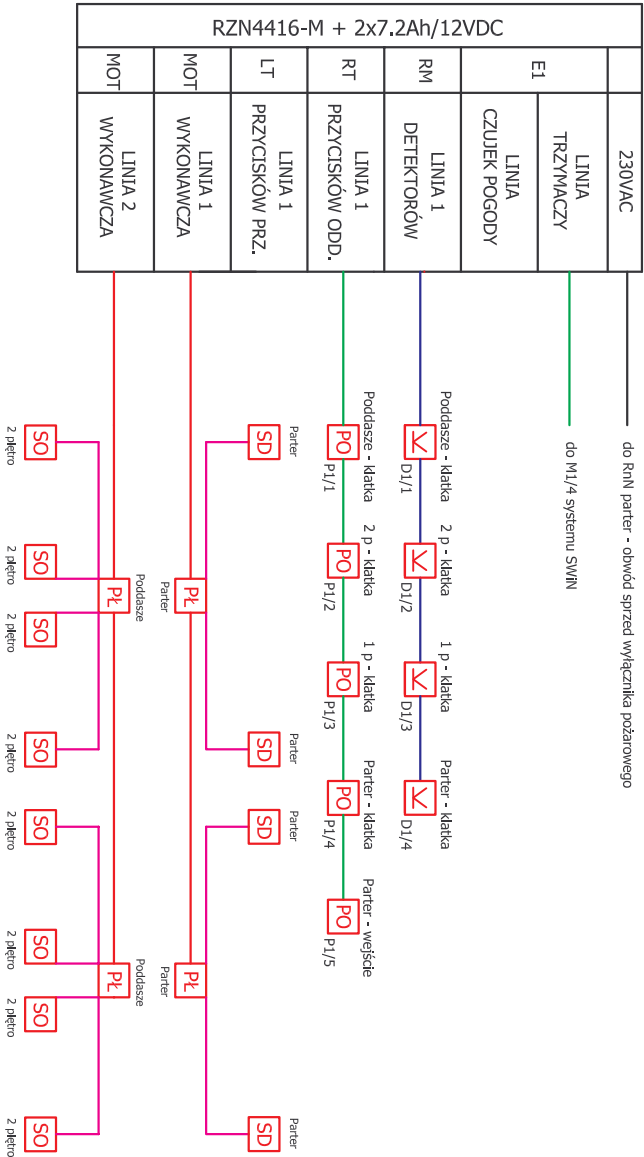 RZN4416-M + 2x7.2Ah/12VDC
230VAC
do RnN parter - obwód sprzed wyłącznika pożarowego
E1
LINIA
TRZYMACZY
do M1/4 systemu SWiN
LINIA
CZUJEK POGODY
RM
LINIA 1
DETEKTORÓW
Poddasze - klatka
D1/1
2 p - klatka
D1/2
1 p - klatka
D1/3
Parter - klatka
D1/4
RT
LINIA 1
PRZYCISKÓW ODD.
Poddasze - klatka
PO
P1/1
2 p - klatka
PO
P1/2
1 p - klatka
PO
P1/3
Parter - klatka
PO
P1/4
Parter - wejście
PO
P1/5
LT
LINIA 1
PRZYCISKÓW PRZ.
Parter
SD
Parter
SD
Parter
SD
Parter
SD
MOT
LINIA 1
WYKONAWCZA
PŁ
Parter
PŁ
Parter
MOT
LINIA 2
WYKONAWCZA
Poddasze
PŁ
Poddasze
PŁ
SO
2 piętro
SO
2 piętro
SO
2 piętro
SO
2 piętro
SO
2 piętro
SO
2 piętro
SO
2 piętro
SO
2 piętro